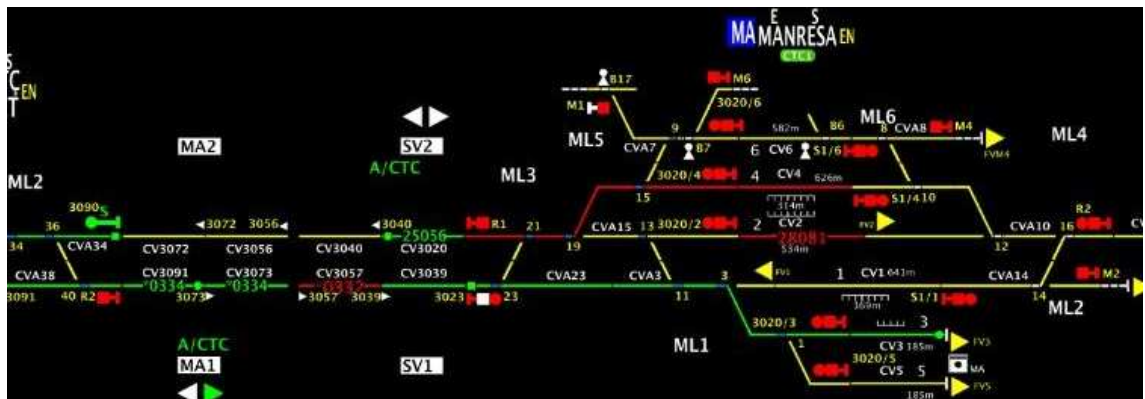 E S
MA MANRESA EN
CTC1
S
EN
B17 M6
M1 3020/6
ML5 ML6 ML4
9 582m B6 8 CVA8 M4
CVA7 B7 6 CV6 S1/6 FVM4
MA2 SV2
A/CTC
ML2 ML3
3020/4 4 CV4 626m
15 314m S1/4 10
3090 S
36 3072 3056 3040 R1 21 CVA15 13 3020/2 2 CV2 FV2 CVA10 16 R2
34 25056 19 28081 12
CVA34 CV3072 CV3056 CV3040 CV3020 534m
CVA38 CV3091 CV3073 CV3057 CV3039 CVA23 CVA3 3 FV1 1 CV1 641m CVA14 M2
0334 0334 0332
3091 40 R2 3073 3057 3039 3023 23 11 369m S1/1 14 ML2
3020/3 3
A/CTC ML1 CV3 185m FV3
MA1 SV1 1 3020/5 MA
CV5 5 FV5
185m